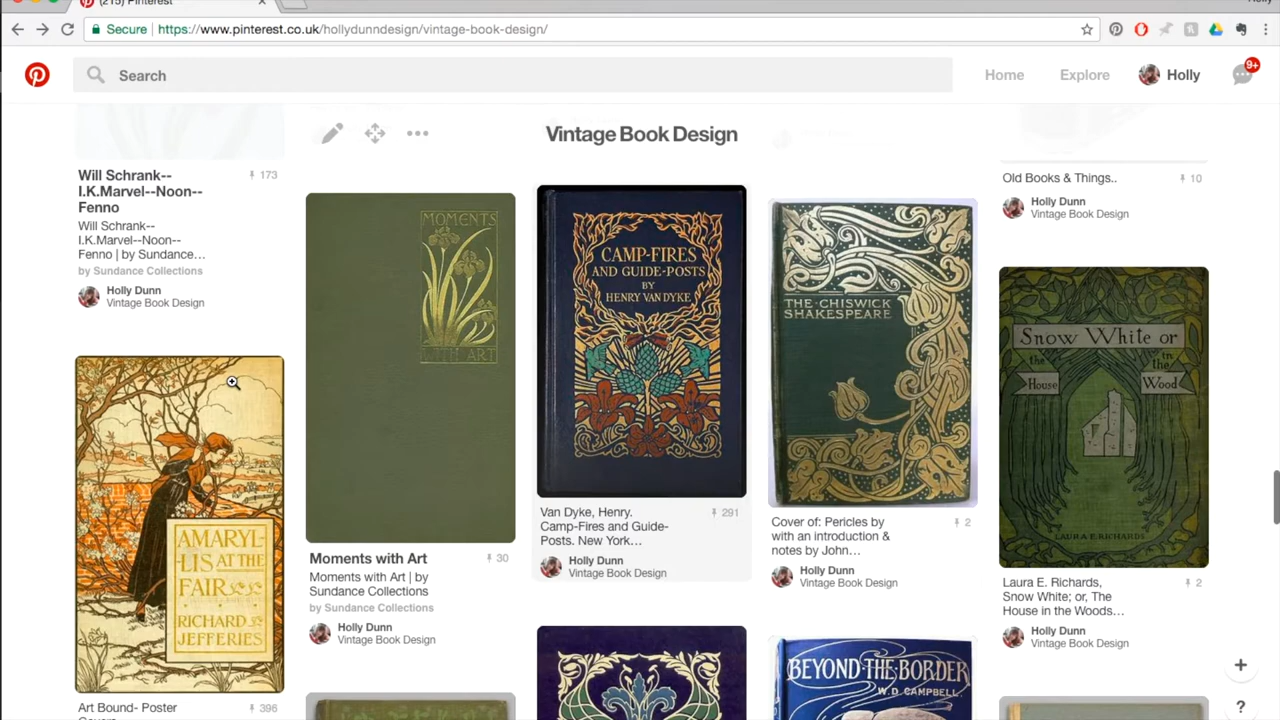 (215) Pinterest
Holly
Secure
https://www.pinterest.co.uk/hollydunndesign/vintage-book-design/
Search
Home
Explore
Holly
9+
Vintage Book Design
Will Schrank--
I.K.Marvel--Noon--
Fenno
173
Will Schrank--
I.K.Marvel--Noon--
Fenno | by Sundance...
by Sundance Collections
Holly Dunn
Vintage Book Design
AMARYL-
-LIS AT THE
FAIR
RICHARD
JEFFERIES
Art Bound- Poster
396
MOMENTS
WITH ART
Moments with Art
30
Moments with Art | by
Sundance Collections
by Sundance Collections
Holly Dunn
Vintage Book Design
CAMP-FIRES
AND GUIDE-POSTS
BY
HENRY VAN DYKE
Van Dyke, Henry.
291
Camp-Fires and Guide-
Posts. New York...
Holly Dunn
Vintage Book Design
THE·CHISWICK
SHAKESPEARE
Cover of: Pericles by
2
with an introduction &
notes by John...
Holly Dunn
Vintage Book Design
BEYOND·THE·BORDER
W.D.CAMPBELL
Old Books & Things..
10
Holly Dunn
Vintage Book Design
Snow White or
the
in the
House
Wood
LAURA E. RICHARDS
Laura E. Richards,
2
Snow White; or, The
House in the Woods...
Holly Dunn
Vintage Book Design
+
?